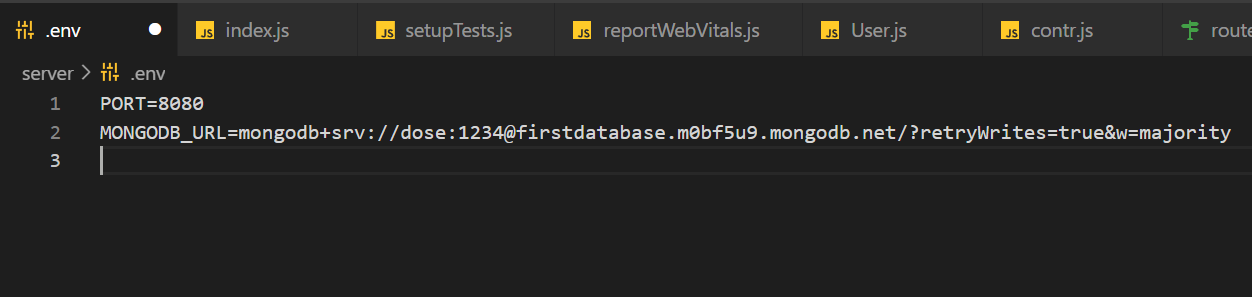 .env JS index.js JS setupTests.js JS reportWebVitals.js JS User.js JS contr.js route
server > .env
1 PORT=8080
2 MONGODB_URL=mongodb+srv://dose:1234@firstdatabase.m0bf5u9.mongodb.net/?retryWrites=true&w=majority
3